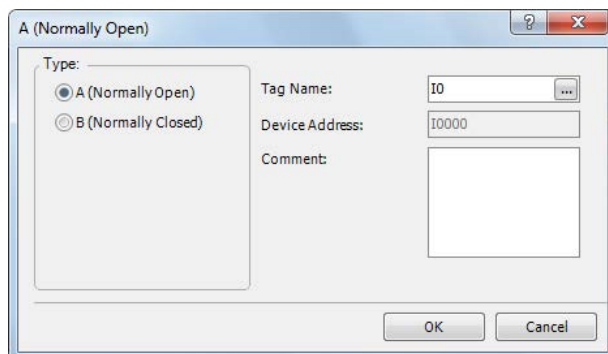 A (Normally Open)
Type:
A (Normally Open)
B (Normally Closed)
Tag Name:
I0
...
Device Address:
I0000
Comment:
OK
Cancel